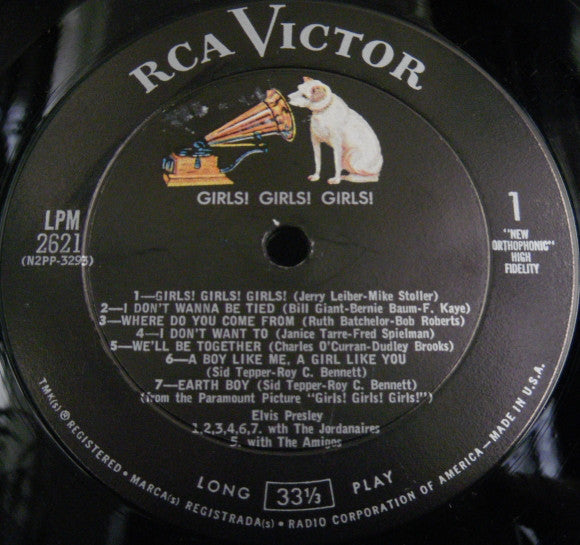 RCA VICTOR
GIRLS! GIRLS! GIRLS!
LPM
2621
(N2PP-3293)
1
"NEW
ORTHOPHONIC"
HIGH
FIDELITY
1—GIRLS! GIRLS! GIRLS! (Jerry Leiber-Mike Stoller)
2—I DON'T WANNA BE TIED (Bill Giant-Bernie Baum-F. Kaye)
3—WHERE DO YOU COME FROM (Ruth Batchelor-Bob Roberts)
4—I DON'T WANT TO (Janice Tarre-Fred Spielman)
5—WE'LL BE TOGETHER (Charles O'Curran-Dudley Brooks)
6—A BOY LIKE ME, A GIRL LIKE YOU
(Sid Tepper-Roy C. Bennett)
7—EARTH BOY (Sid Tepper-Roy C. Bennett)
(from the Paramount Picture "Girls! Girls! Girls!")
Elvis Presley
1,2,3,4,6,7. wth The Jordanaires
5. with The Amigos
LONG 33⅓ PLAY
TMK(s) ® REGISTERED • MARCA(s) REGISTRADA(s) • RADIO CORPORATION OF AMERICA—MADE IN U.S.A.